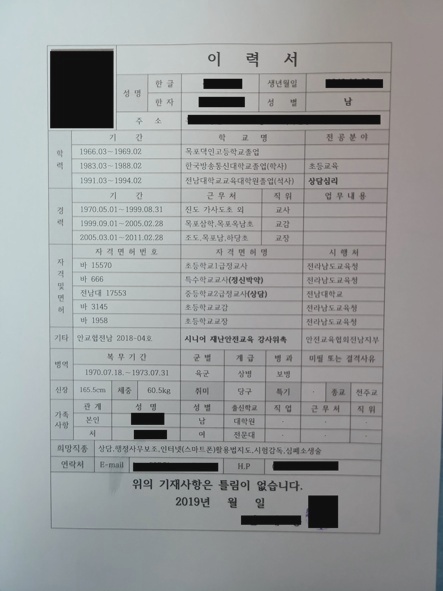 이 력 서
성명 한 글 생년월일
한 자 성 별 남
주 소
학력 기 간 학 교 명 전공분야
1966.03~1969.02 목포덕인고등학교졸업
1983.03~1988.02 한국방송통신대학교졸업(학사) 초등교육
1991.03~1994.02 전남대학교교육대학원졸업(석사) 상담심리
경력 기 간 근무처 직위 업무내용
1970.05.01~1999.08.31 진도 가사도초 외 교사
1999.09.01~2005.02.28 목포삼학,목포옥남초 교감
2005.03.01~2011.02.28 조도,목포남,하당초 교장
자격및면허 자격면허번호 자격면허명 시행처
바 15570 초등학교1급정교사 전라남도교육청
바 666 특수학교교사(정신박약) 전라남도교육청
전남대 17553 중등학교2급정교사(상담) 전남대학교
바 3145 초등학교교감 전라남도교육청
바 1958 초등학교교장 전라남도교육청
기타 안교협전남 2018-04호 시니어 재난안전교육 강사위촉 안전교육협회전남지부
병역 복무기간 군별 계급 병과 미필 또는 결격사유
1970.07.18.~1973.07.31 육군 상병 보병
신장 165.5cm 체중 60.5kg 취미 당구 특기 종교 천주교
가족사항 관계 성 명 성 별 출신학교 직업 근무처 직위
본인 남 대학원
처 여 전문대
희망직종 상담,행정사무보조,인터넷(스마트폰)활용법지도,시험감독,심폐소생술
연락처 E-mail H.P
위의 기재사항은 틀림이 없습니다.
2019년 월 일